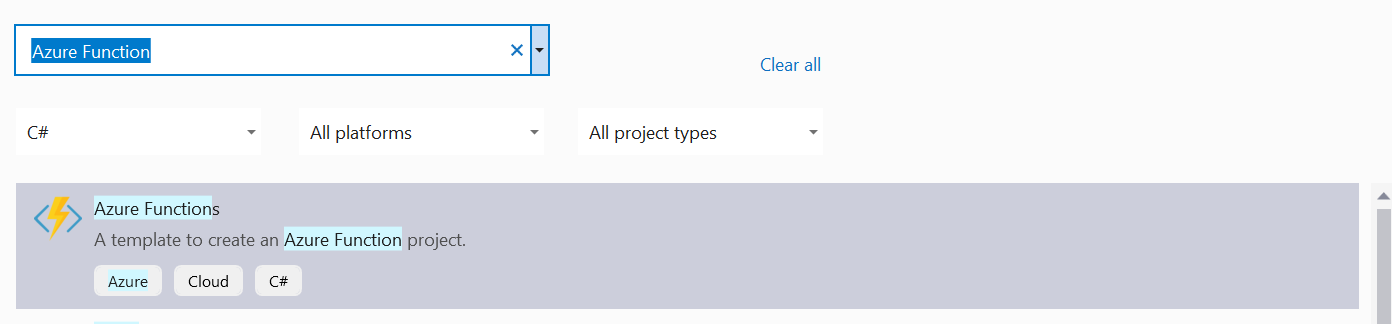 Azure Function
Clear all
C#
All platforms
All project types
Azure Functions
A template to create an Azure Function project.
Azure
Cloud
C#